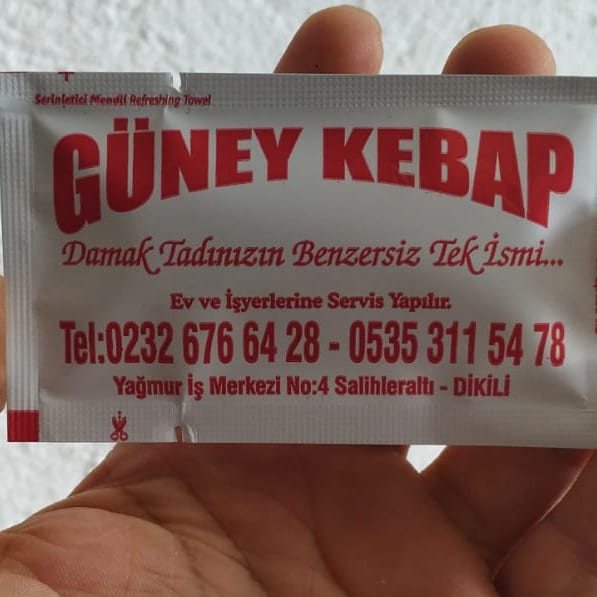 Serinletici Mendil Refreshing Towel
GÜNEY KEBAP
Damak Tadınızın Benzersiz Tek İsmi...
Ev ve İşyerlerine Servis Yapılır.
Tel:0232 676 64 28 - 0535 311 54 78
Yağmur İş Merkezi No:4 Salihleraltı - DİKİLİ